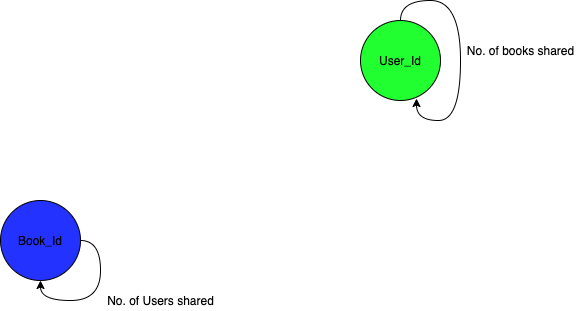 User_Id
No. of books shared
Book_Id
No. of Users shared